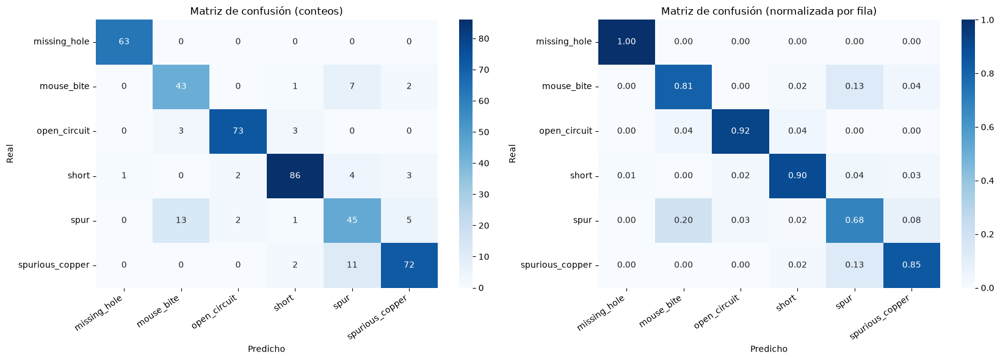 Matriz de confusión (conteos)
Real
missing_hole 63 0 0 0 0 0
mouse_bite 0 43 0 1 7 2
open_circuit 0 3 73 3 0 0
short 1 0 2 86 4 3
spur 0 13 2 1 45 5
spurious_copper 0 0 0 2 11 72
missing_hole mouse_bite open_circuit short spur spurious_copper
Predicho
80
70
60
50
40
30
20
10
0
Matriz de confusión (normalizada por fila)
Real
missing_hole 1.00 0.00 0.00 0.00 0.00 0.00
mouse_bite 0.00 0.81 0.00 0.02 0.13 0.04
open_circuit 0.00 0.04 0.92 0.04 0.00 0.00
short 0.01 0.00 0.02 0.90 0.04 0.03
spur 0.00 0.20 0.03 0.02 0.68 0.08
spurious_copper 0.00 0.00 0.00 0.02 0.13 0.85
missing_hole mouse_bite open_circuit short spur spurious_copper
Predicho
1.0
0.8
0.6
0.4
0.2
0.0